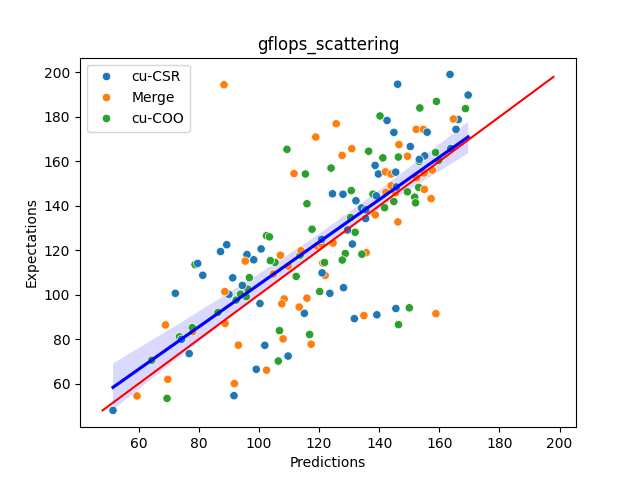 gflops_scattering
cu-CSR
Merge
cu-COO
200
180
160
140
120
100
80
60
Expectations
60 80 100 120 140 160 180 200
Predictions